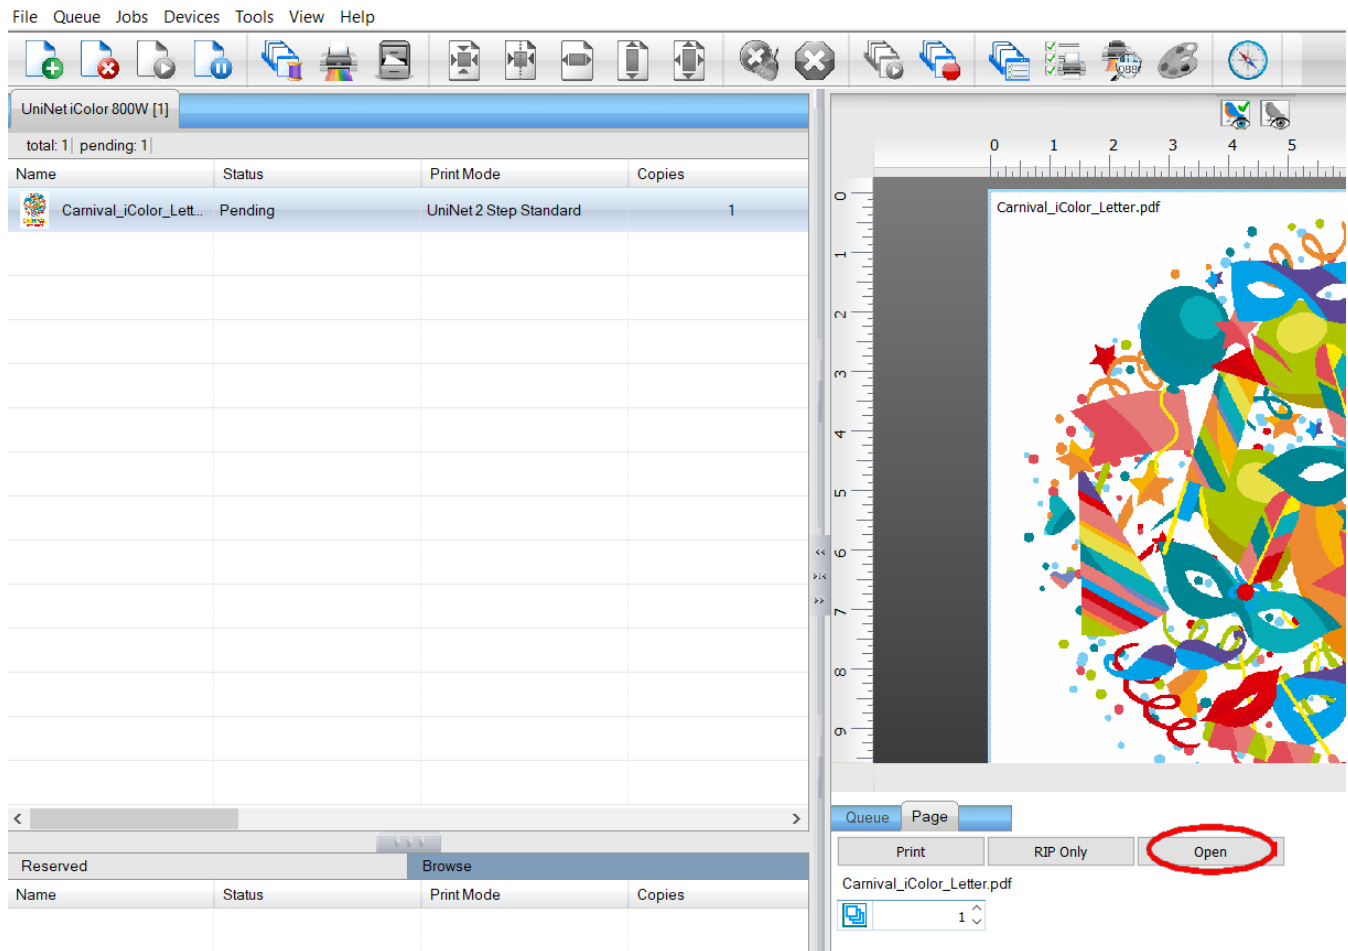 File Queue Jobs Devices Tools View Help
UniNet iColor 800W [1]
total: 1 pending: 1
Name Status Print Mode Copies
Carnival_iColor_Lett... Pending UniNet 2 Step Standard 1
0 1 2 3 4 5
0
1
2
3
4
5
6
7
8
9
Carnival_iColor_Letter.pdf
Queue Page
Print RIP Only Open
Carnival_iColor_Letter.pdf
1
Reserved Browse
Name Status Print Mode Copies